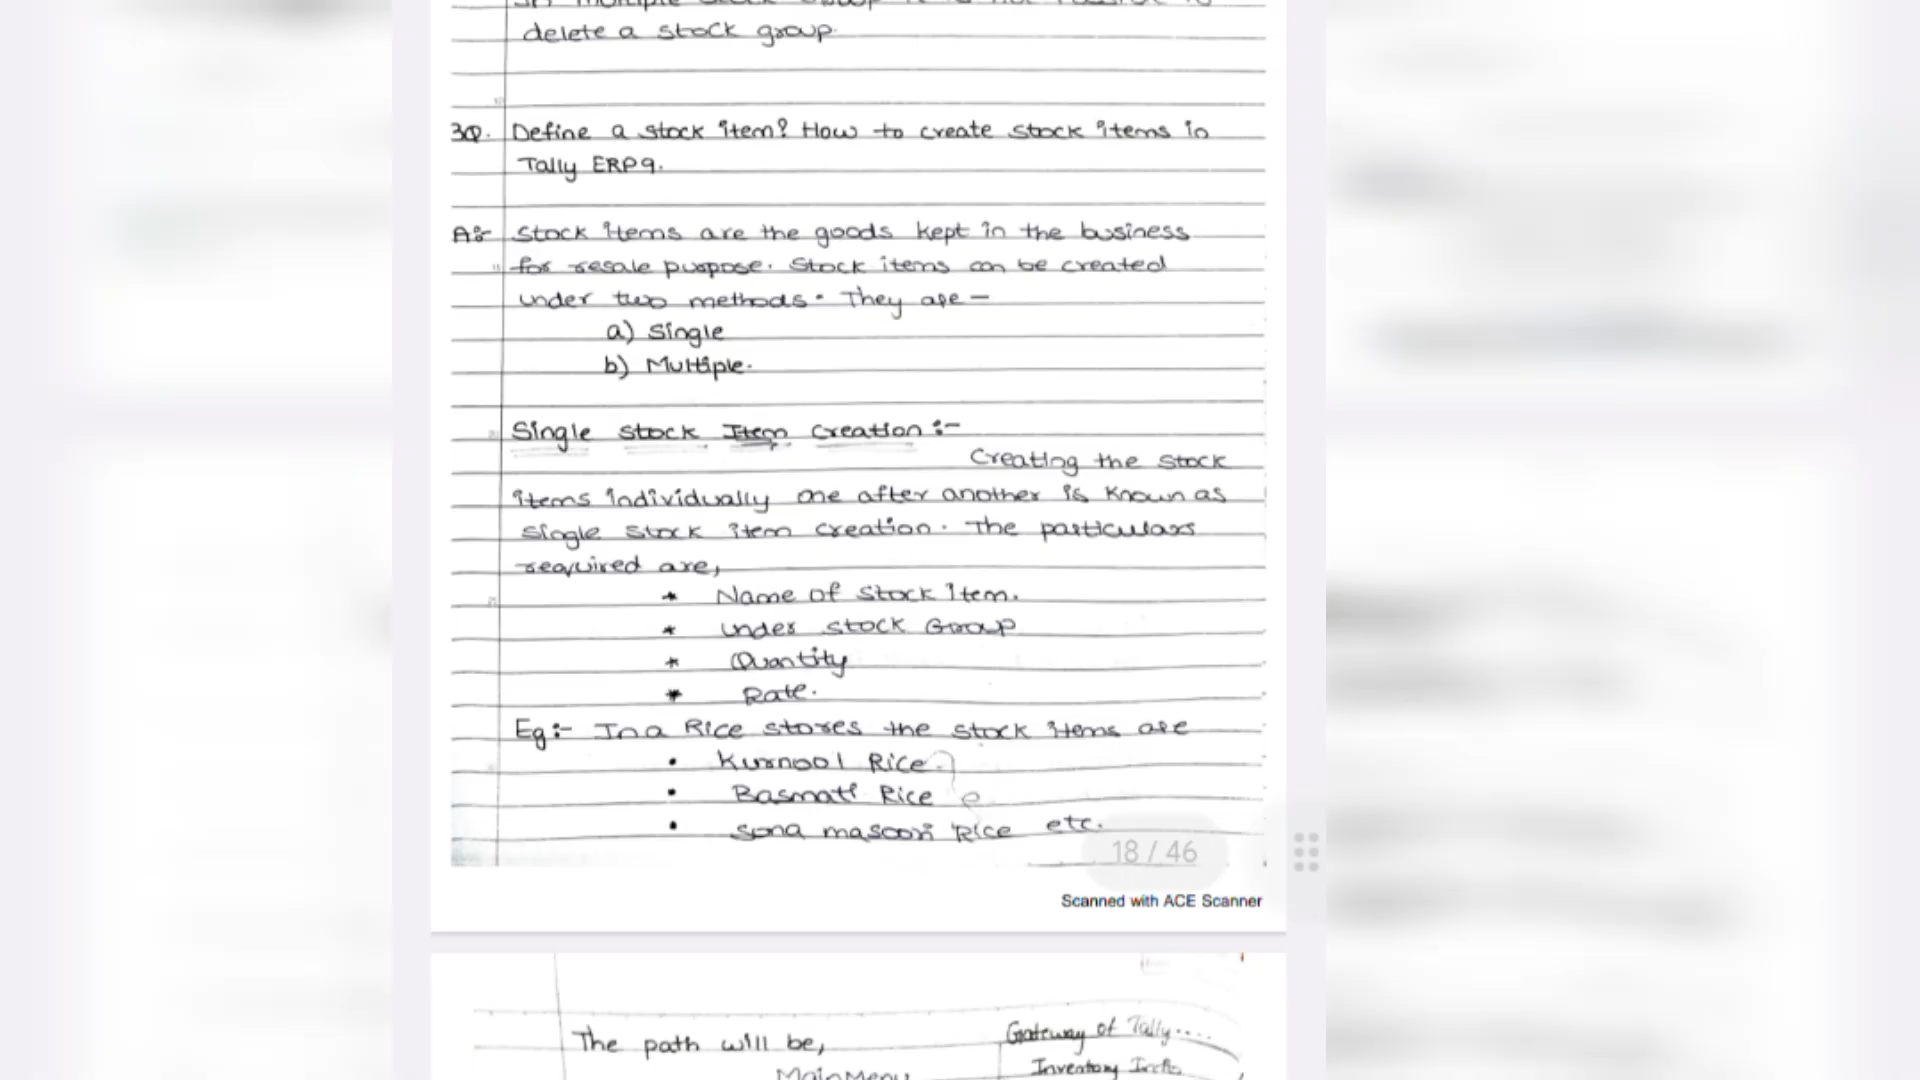 delete a stock group.
3Q. Define a stock item? How to create stock items in
Tally ERP9.
A:- Stock items are the goods kept in the business
for resale purpose. Stock items can be created
under two methods. They are -
a) Single
b) Multiple.
Single stock Item Creation :-
Creating the stock
items individually one after another is known as
single stock item creation. The particulars
required are,
* Name of Stock Item.
* under stock Group
* Quantity
* Rate.
Eg:- In a Rice stores the stock items are
• Kurnool Rice
• Basmati Rice
• Sona masoori Rice etc.
18 / 46
Scanned with ACE Scanner
The path will be,
Gateway of Tally....
Main Menu
Inventory Info